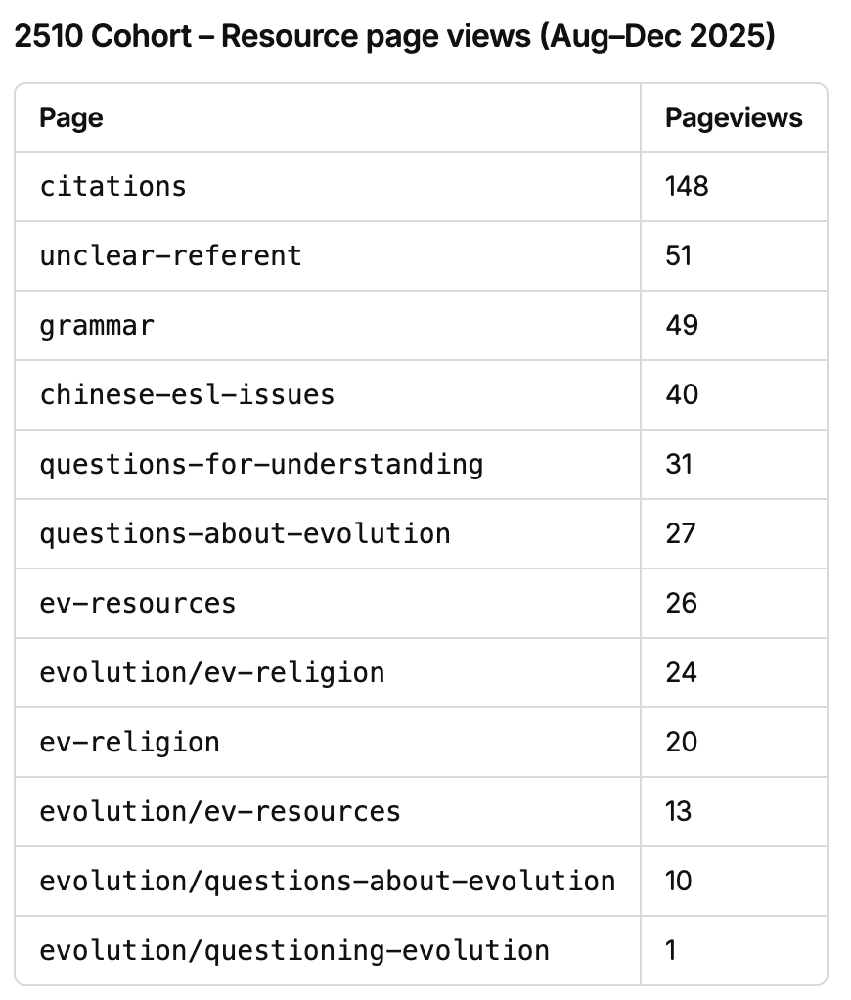 2510 Cohort – Resource page views (Aug–Dec 2025)
Page Pageviews
citations 148
unclear-referent 51
grammar 49
chinese-esl-issues 40
questions-for-understanding 31
questions-about-evolution 27
ev-resources 26
evolution/ev-religion 24
ev-religion 20
evolution/ev-resources 13
evolution/questions-about-evolution 10
evolution/questioning-evolution 1